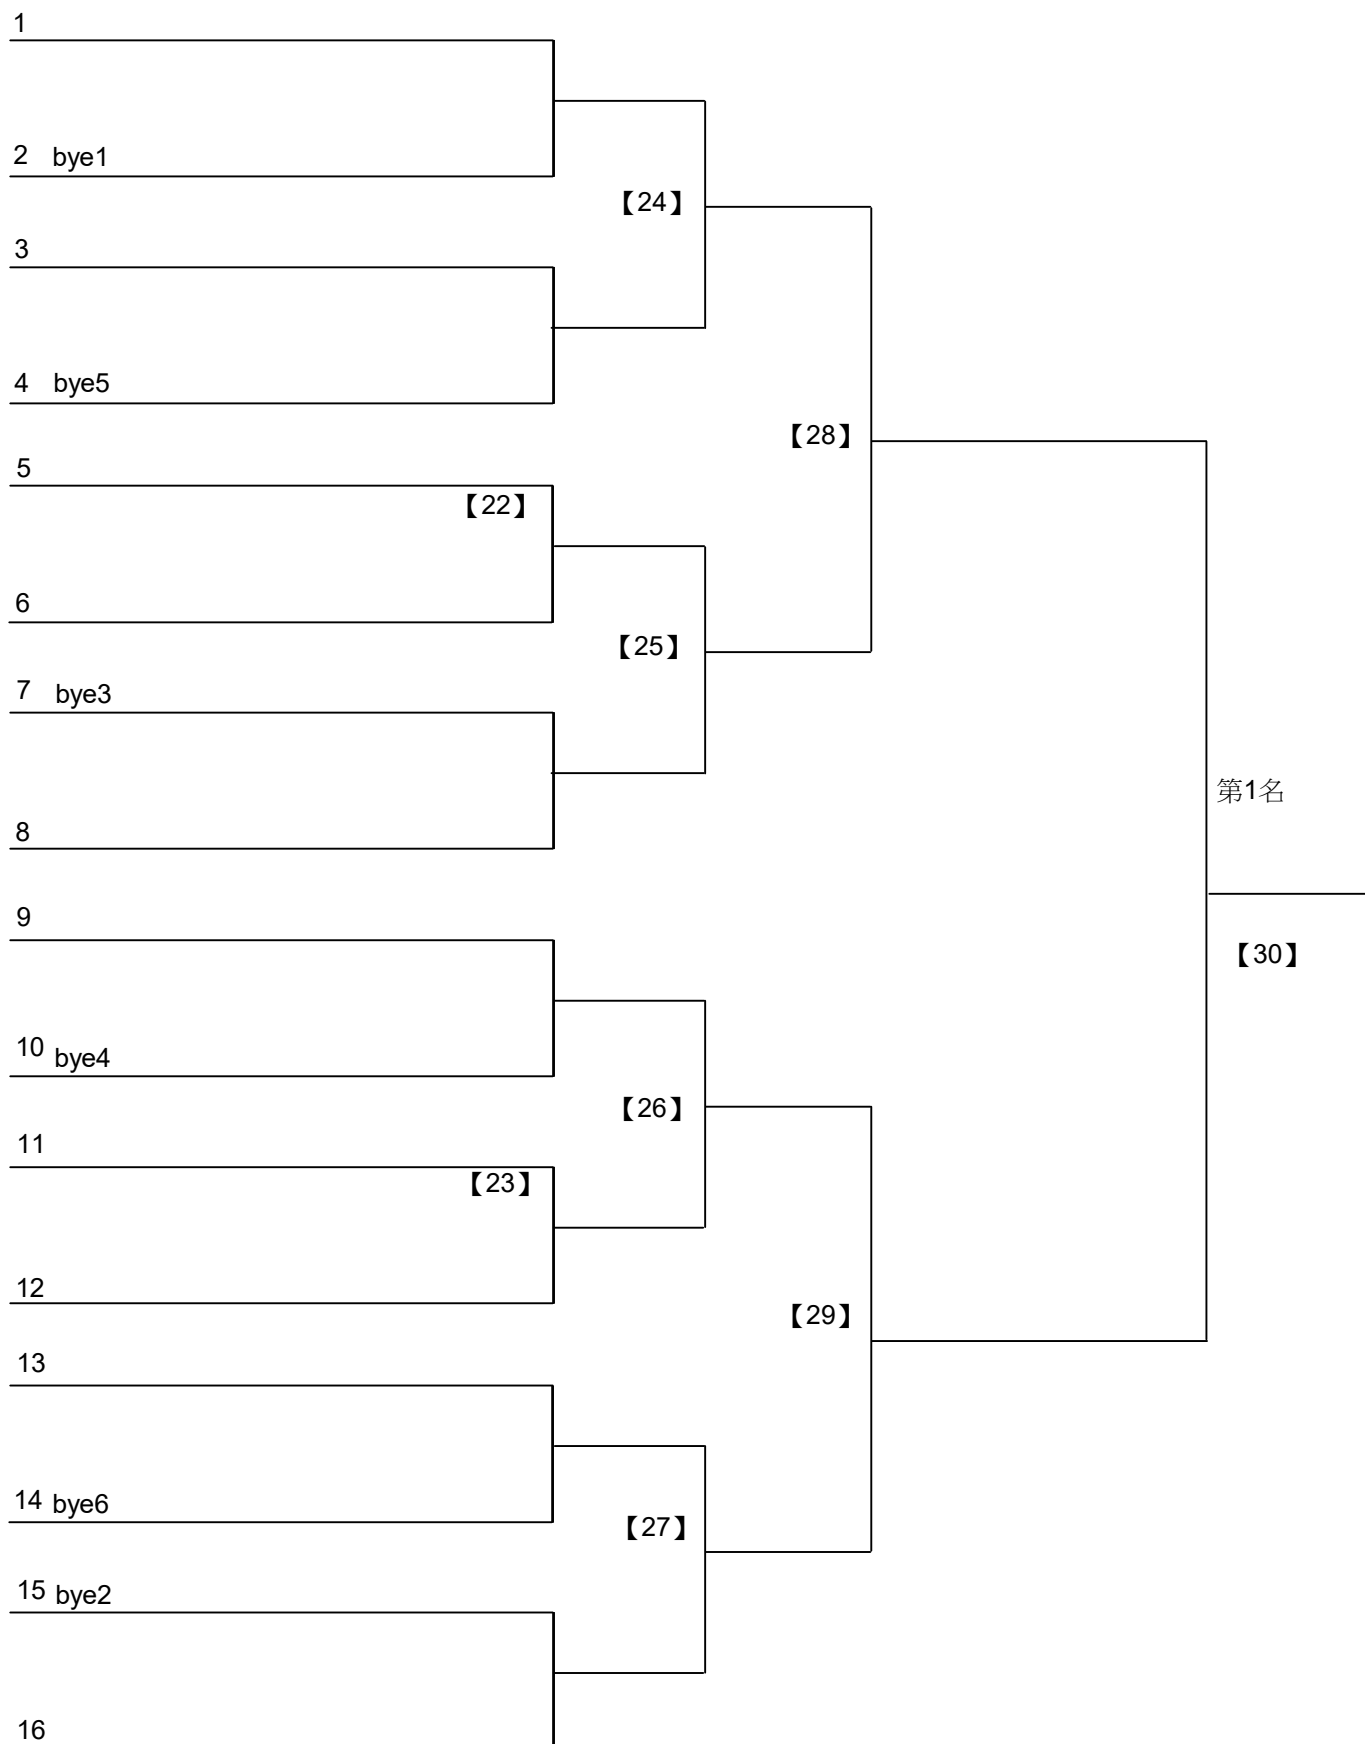 1
2 bye1
【24】
3
4 bye5
【28】
5
【22】
6
【25】
7 bye3
第1名
8
9
【30】
10 bye4
【26】
11
【23】
12
【29】
13
14 bye6
【27】
15 bye2
16